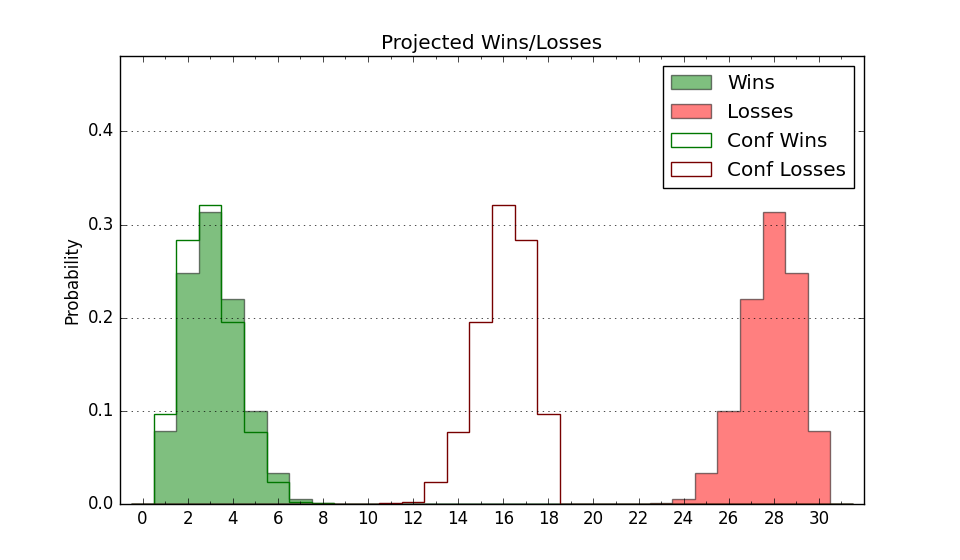 Projected Wins/Losses
Wins
Losses
Conf Wins
Conf Losses
Probability
0.4
0.3
0.2
0.1
0.0
0 2 4 6 8 10 12 14 16 18 20 22 24 26 28 30